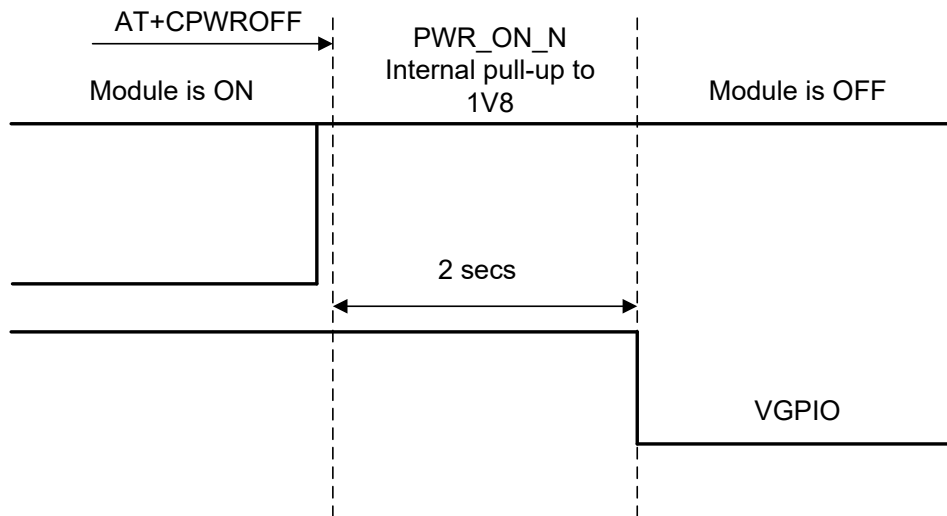 AT+CPWROFF
PWR_ON_N
Internal pull-up to
1V8
Module is ON
Module is OFF
2 secs
VGPIO